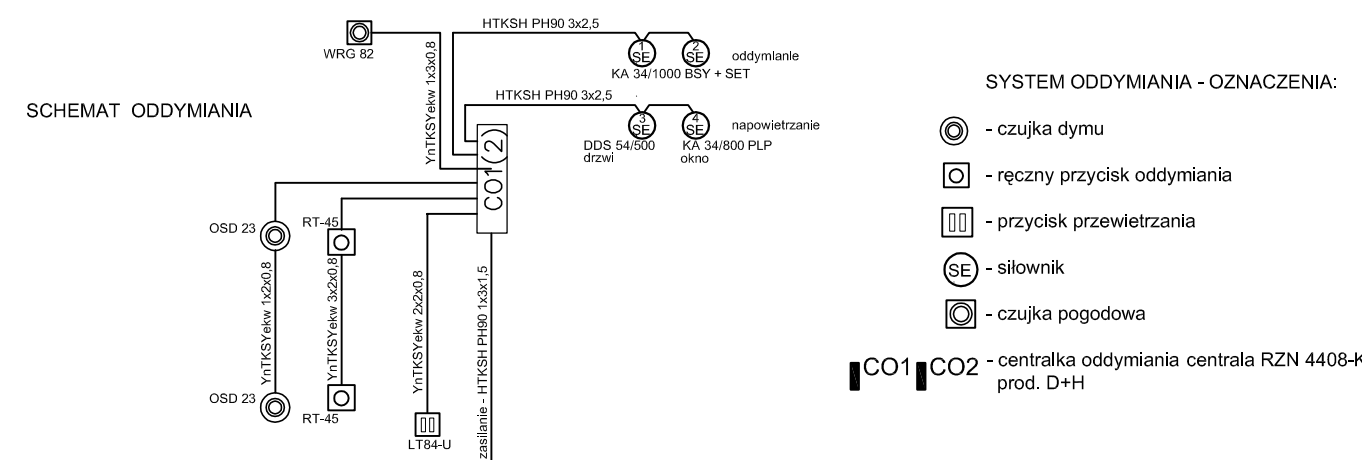 SCHEMAT ODDYMIANIA
WRG 82
YnTKSYekw 1x3x0,8
HTKSH PH90 3x2,5
1
SE
2
SE
oddymianie
KA 34/1000 BSY + SET
HTKSH PH90 3x2,5
3
SE
4
SE
napowietrzanie
DDS 54/500
drzwi
KA 34/800 PLP
okno
CO1(2)
OSD 23
RT-45
YnTKSYekw 1x2x0,8
YnTKSYekw 3x2x0,8
YnTKSYekw 2x2x0,8
zasilanie - HTKSH PH90 1x3x1,5
OSD 23
RT-45
LT84-U
SYSTEM ODDYMIANIA - OZNACZENIA:
- czujka dymu
- ręczny przycisk oddymiania
- przycisk przewietrzania
SE - siłownik
- czujka pogodowa
CO1 CO2 - centralka oddymiania centrala RZN 4408-K
prod. D+H